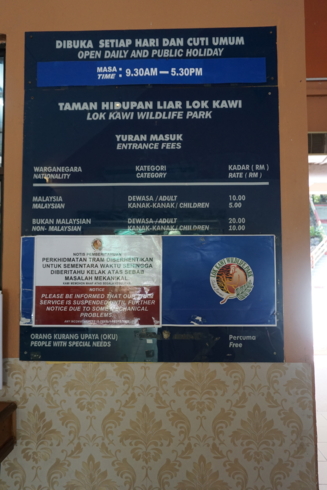 DIBUKA SETIAP HARI DAN CUTI UMUM
OPEN DAILY AND PUBLIC HOLIDAY
MASA : 9.30AM — 5.30PM
TIME
TAMAN HIDUPAN LIAR LOK KAWI
LOK KAWI WILDLIFE PARK
YURAN MASUK
ENTRANCE FEES
WARGANEGARA KATEGORI KADAR ( RM )
NATIONALITY CATEGORY RATE ( RM )
MALAYSIA DEWASA / ADULT 10.00
MALAYSIAN KANAK-KANAK / CHILDREN 5.00
BUKAN MALAYSIAN DEWASA / ADULT 20.00
NON- MALAYSIAN KANAK-KANAK / CHILDREN 10.00
PERKHIDMATAN TRAM DIBERHENTIKAN
UNTUK SEMENTARA WAKTU SEHINGGA
DIBERITAHU KELAK ATAS SEBAB
MASALAH MEKANIKAL
NOTICE
PLEASE BE INFORMED THAT OUR TRAM
SERVICE IS SUSPENDED UNTIL FURTHER
NOTICE DUE TO SOME MECHANICAL
PROBLEMS
ORANG KURANG UPAYA (OKU) Percuma
PEOPLE WITH SPECIAL NEEDS Free